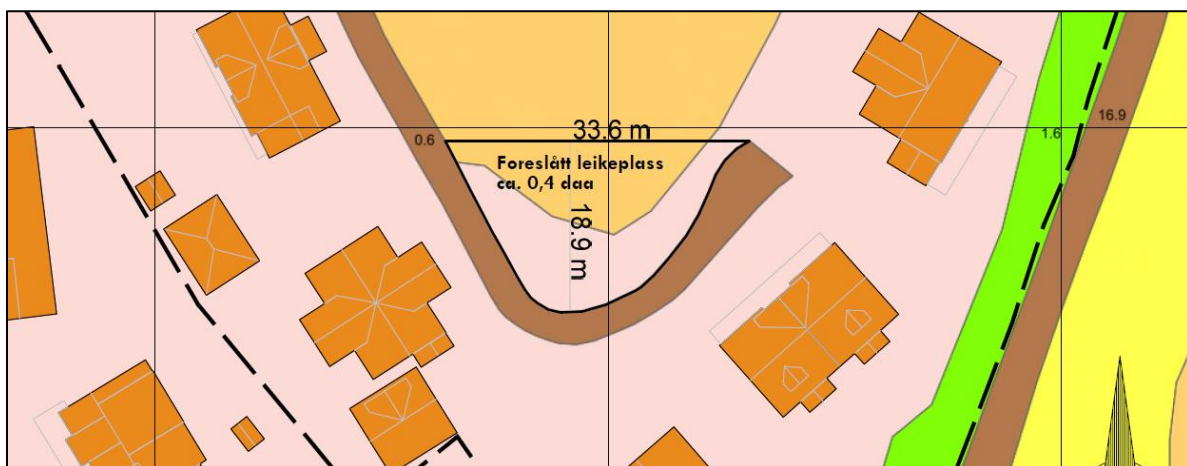 33.6 m
16.9
0.6
1.6
Foreslått leikeplass
ca. 0,4 daa
18.9 m